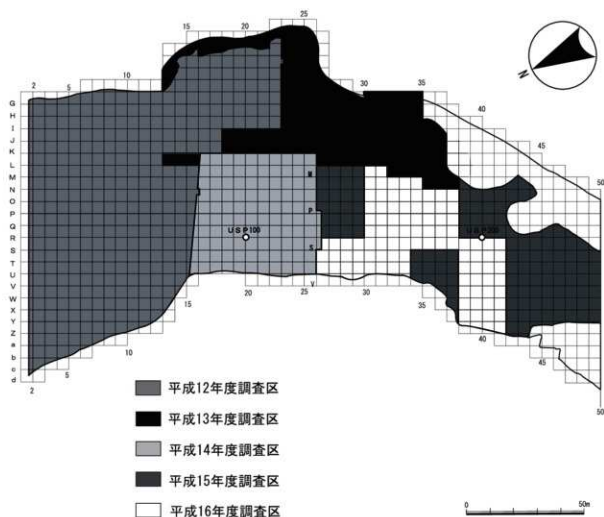 25
15
20
2
5
10
30
35
40
45
50
N
G
H
I
J
K
L
M
N
O
P
Q
R
S
T
U
V
W
X
Y
Z
a
b
c
d
M
P
S
V
USP100
USP200
15
20
25
30
35
40
45
50
2
5
10
平成12年度調査区
平成13年度調査区
平成14年度調査区
平成15年度調査区
平成16年度調査区
0 50m